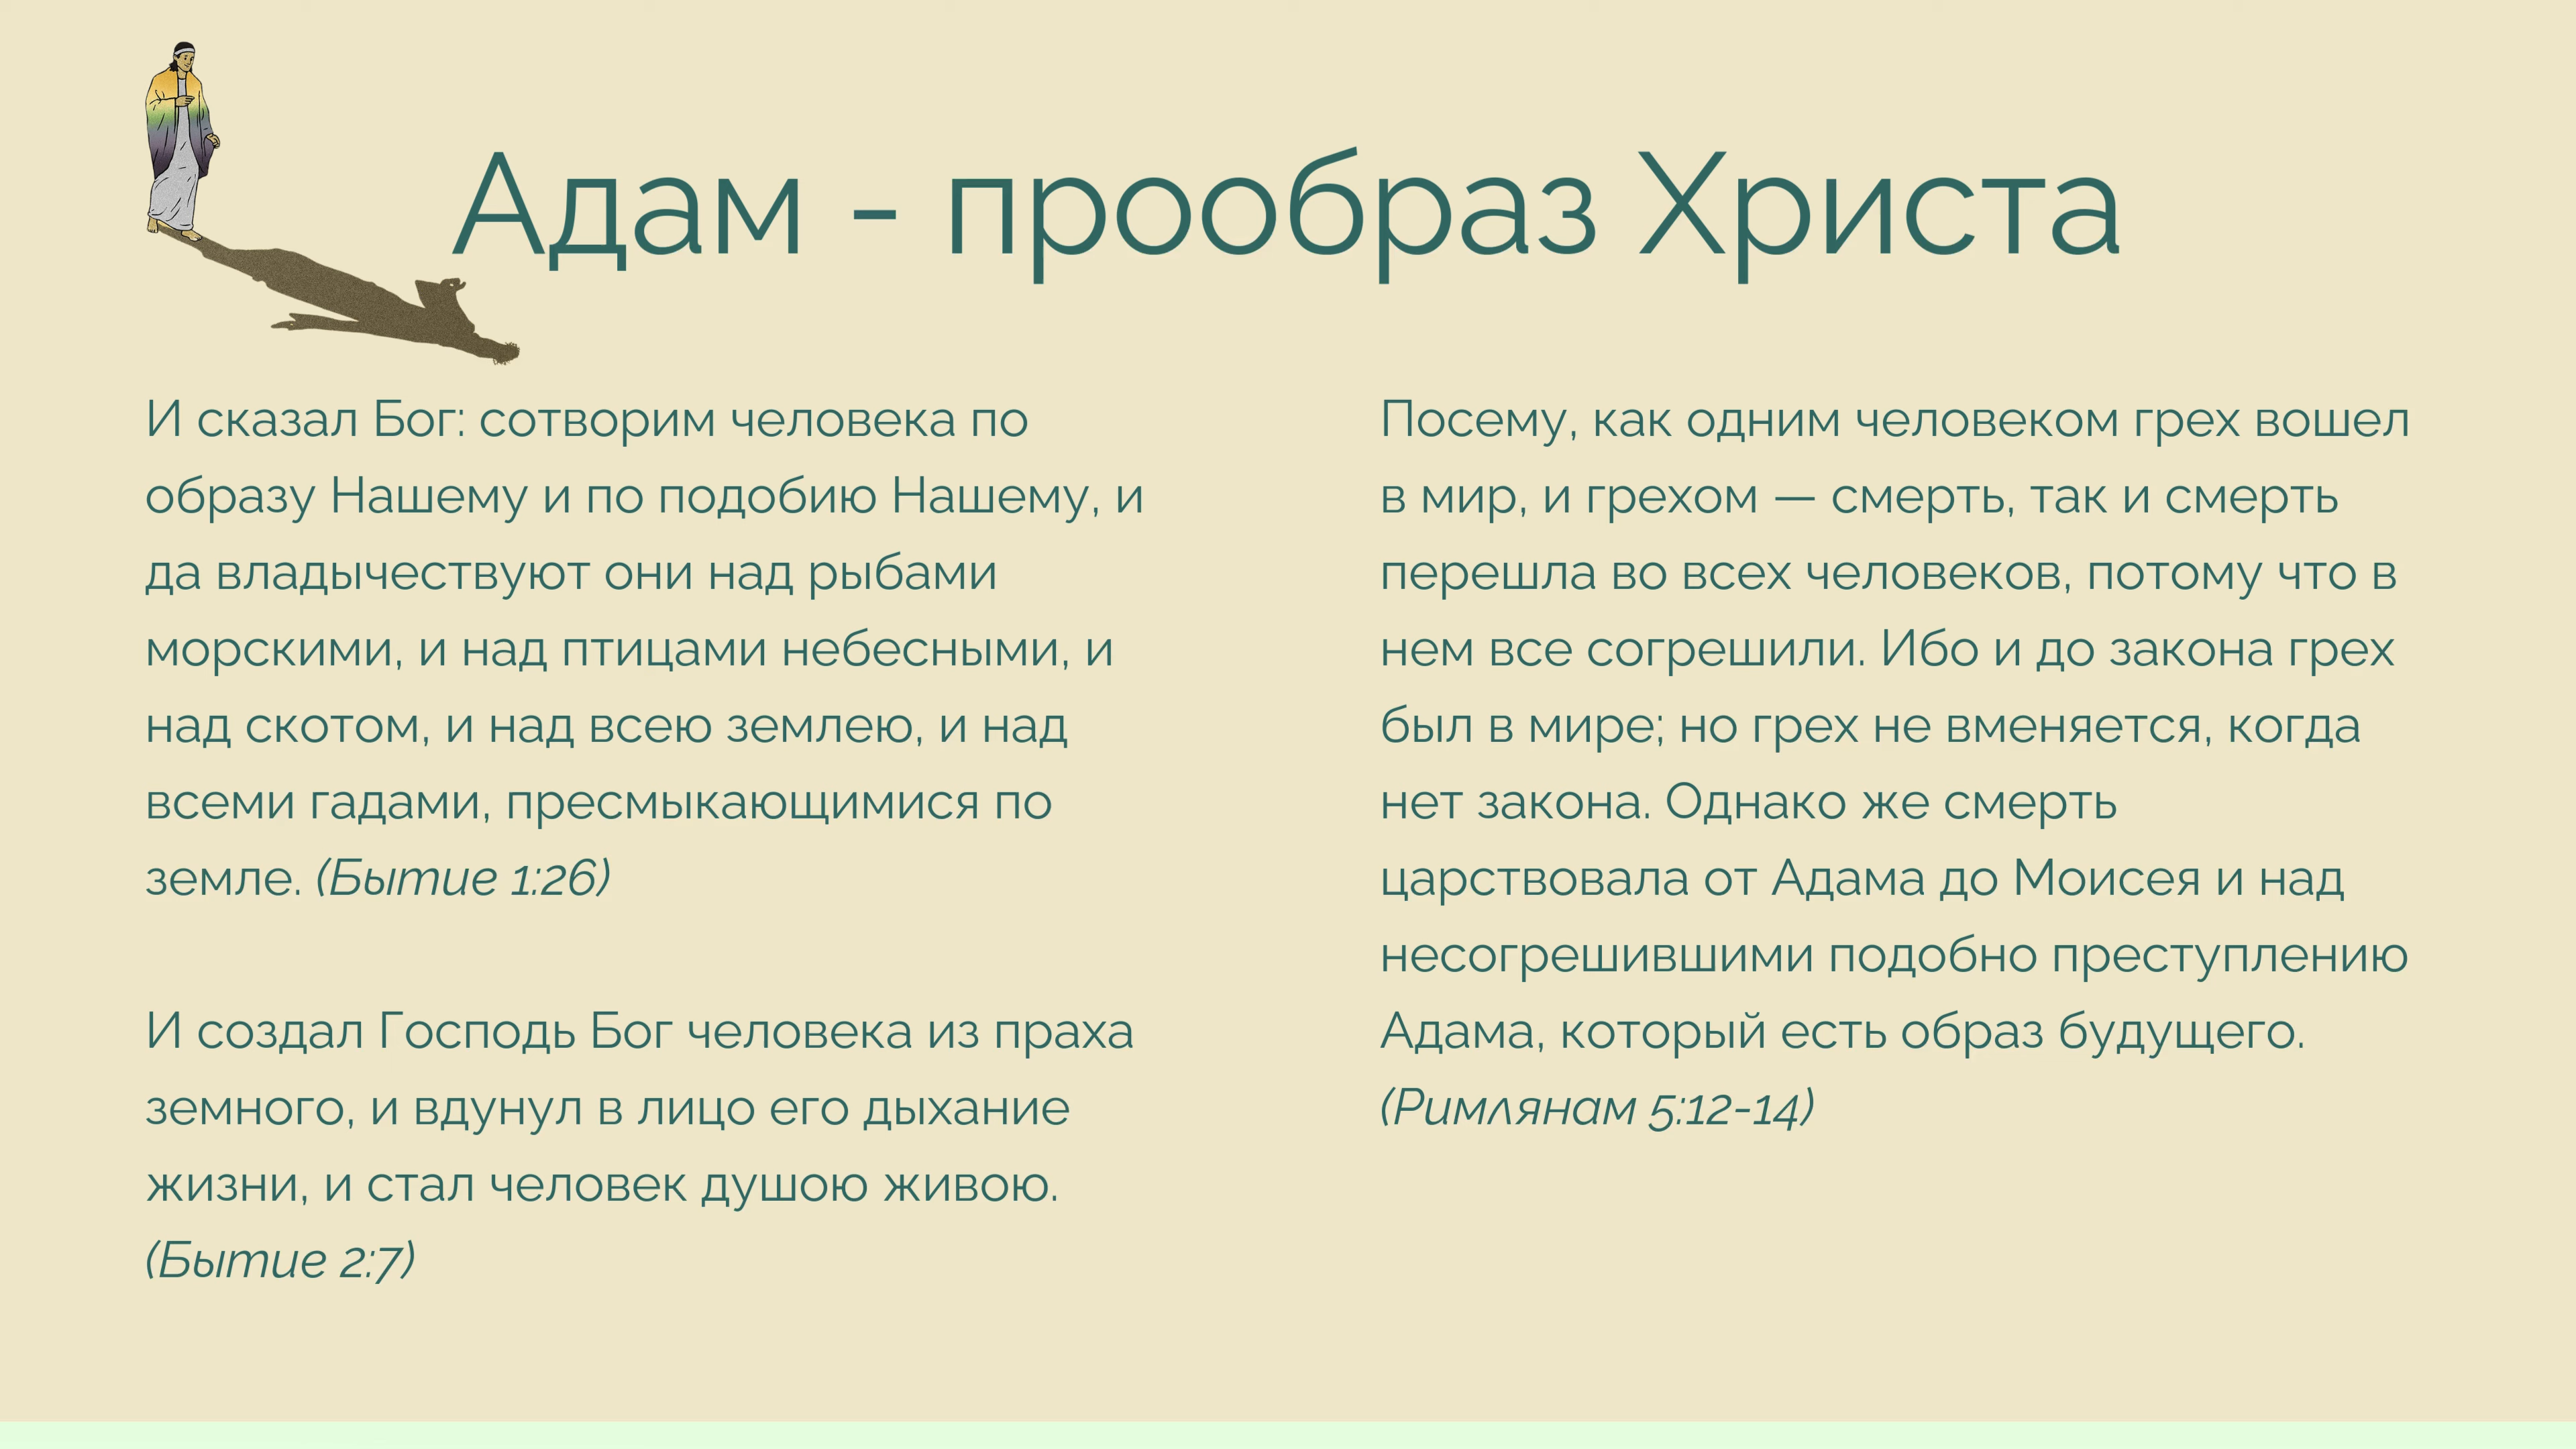 Адам - прообраз Христа
И сказал Бог: сотворим человека по
образу Нашему и по подобию Нашему, и
да владычествуют они над рыбами
морскими, и над птицами небесными, и
над скотом, и над всею землею, и над
всеми гадами, пресмыкающимися по
земле. (Бытие 1:26)
И создал Господь Бог человека из праха
земного, и вдунул в лицо его дыхание
жизни, и стал человек душою живою.
(Бытие 2:7)
Посему, как одним человеком грех вошел
в мир, и грехом — смерть, так и смерть
перешла во всех человеков, потому что в
нем все согрешили. Ибо и до закона грех
был в мире; но грех не вменяется, когда
нет закона. Однако же смерть
царствовала от Адама до Моисея и над
несогрешившими подобно преступлению
Адама, который есть образ будущего.
(Римлянам 5:12-14)